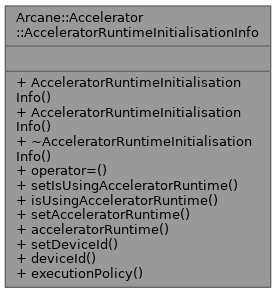 Arcane::Accelerator
::AcceleratorRuntimeInitialisationInfo
+ AcceleratorRuntimeInitialisation
Info()
+ AcceleratorRuntimeInitialisation
Info()
+ ~AcceleratorRuntimeInitialisation
Info()
+ operator=()
+ setIsUsingAcceleratorRuntime()
+ isUsingAcceleratorRuntime()
+ setAcceleratorRuntime()
+ acceleratorRuntime()
+ setDeviceId()
+ deviceId()
+ executionPolicy()